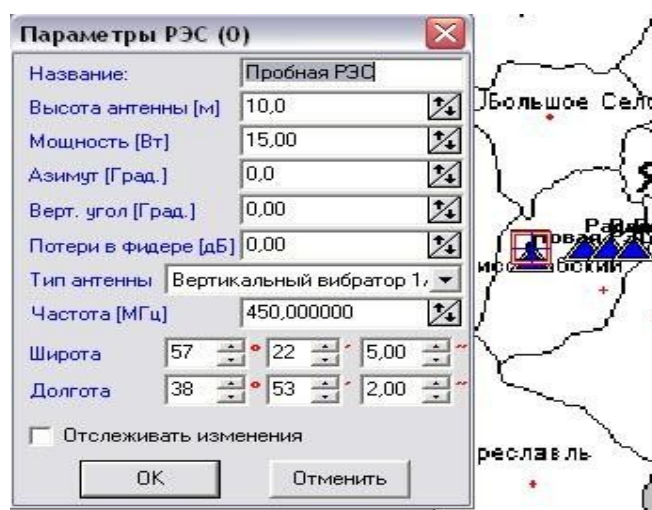 Параметры РЭС (0)
Название: Пробная РЭС
Высота антенны [м] 10,0
Мощность [Вт] 15,00
Азимут [Град.] 0,0
Верт. угол [Град.] 0,00
Потери в фидере [дБ] 0,00
Тип антенны Вертикальный вибратор 1/
Частота [МГц] 450,000000
Широта 57 ° 22 ′ 5,00 ″
Долгота 38 ° 53 ′ 2,00 ″
Отслеживать изменения
OK Отменить
Большое Село
реславль